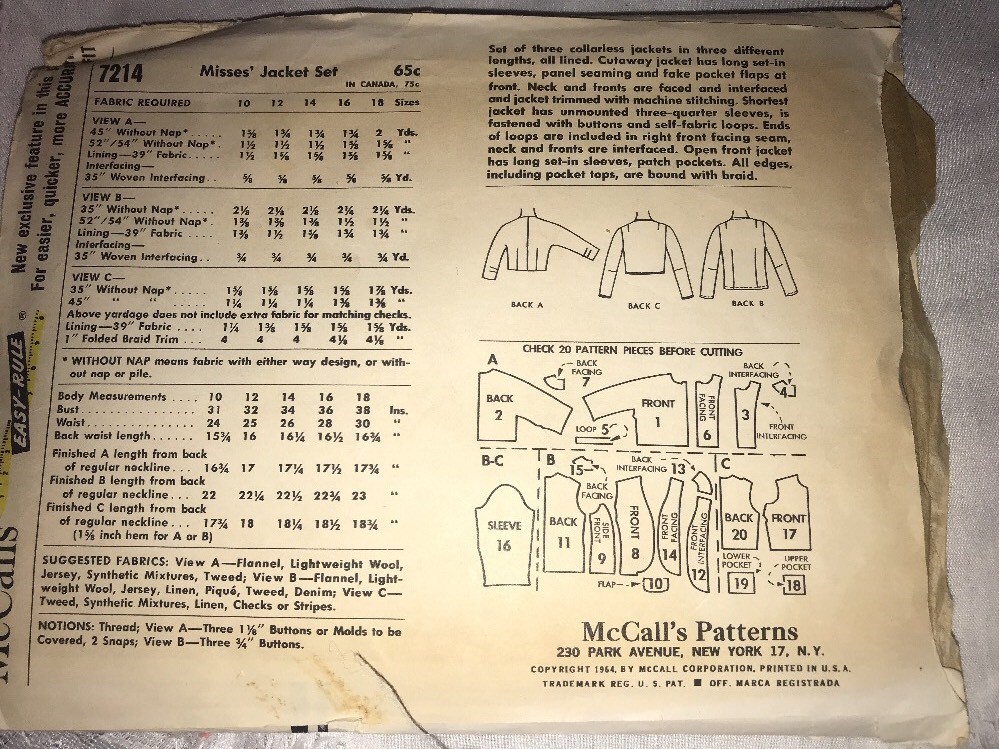 New exclusive feature in this
For easier, quicker, more ACCURATE
FIT
EASY-RULE ®
McCall's
7214 Misses' Jacket Set 65c
IN CANADA, 75c
FABRIC REQUIRED 10 12 14 16 18 Sizes
VIEW A—
45" Without Nap*..... 1⅝ 1¾ 1¾ 1¾ 2 Yds.
52"/54" Without Nap*. 1½ 1½ 1½ 1⅝ 1⅝ "
Lining—39" Fabric..... 1½ 1⅝ 1⅝ 1⅝ 1⅝ "
Interfacing—
35" Woven Interfacing.. ⅝ ⅝ ⅝ ⅝ ⅝ Yd.
VIEW B—
35" Without Nap*..... 2⅛ 2⅛ 2⅛ 2¼ 2¼ Yds.
52"/54" Without Nap*. 1⅜ 1⅜ 1⅜ 1½ 1½ "
Lining—39" Fabric.... 1⅜ 1½ 1⅝ 1¾ 1¾ "
Interfacing—
35" Woven Interfacing.. ¾ ¾ ¾ ¾ ¾ Yd.
VIEW C—
35" Without Nap*..... 1⅝ 1⅝ 1⅝ 1⅝ 1⅞ Yds.
45" " " ..... 1¼ 1¼ 1¼ 1⅜ 1⅜ "
Above yardage does not include extra fabric for matching checks.
Lining—39" Fabric .... 1¼ 1⅜ 1⅝ 1⅝ 1⅝ Yds.
1" Folded Braid Trim... 4 4 4 4⅛ 4⅛ "
* WITHOUT NAP means fabric with either way design, or with-
out nap or pile.
Body Measurements .... 10 12 14 16 18
Bust............... 31 32 34 36 38 Ins.
Waist............... 24 25 26 28 30 "
Back waist length...... 15¾ 16 16¼ 16½ 16¾ "
Finished A length from back
of regular neckline... 16¾ 17 17¼ 17½ 17¾ "
Finished B length from back
of regular neckline... 22 22¼ 22½ 22¾ 23 "
Finished C length from back
of regular neckline... 17¾ 18 18¼ 18½ 18¾ "
(1⅝ inch hem for A or B)
SUGGESTED FABRICS: View A—Flannel, Lightweight Wool,
Jersey, Synthetic Mixtures, Tweed; View B—Flannel, Light-
weight Wool, Jersey, Linen, Piqué, Tweed, Denim; View C—
Tweed, Synthetic Mixtures, Linen, Checks or Stripes.
NOTIONS: Thread; View A—Three 1⅛" Buttons or Molds to be
Covered, 2 Snaps; View B—Three ¾" Buttons.
Set of three collarless jackets in three different
lengths, all lined. Cutaway jacket has long set-in
sleeves, panel seaming and fake pocket flaps at
front. Neck and fronts are faced and interfaced
and jacket trimmed with machine stitching. Shortest
jacket has unmounted three-quarter sleeves, is
fastened with buttons and self-fabric loops. Ends
of loops are included in right front facing seam,
neck and fronts are interfaced. Open front jacket
has long set-in sleeves, patch pockets. All edges,
including pocket tops, are bound with braid.
BACK A BACK C BACK B
CHECK 20 PATTERN PIECES BEFORE CUTTING
A
BACK
2
BACK
FACING
7
LOOP 5
FRONT
1
FRONT
FACING
6
3
BACK
INTERFACING
4
FRONT
INTERFACING
B-C
SLEEVE
16
B
BACK
11
15
BACK
FACING
SIDE
FRONT
9
FRONT
8
BACK
INTERFACING 13
FRONT
FACING
14
FRONT
INTERFACING
12
FLAP
10
C
BACK
20
FRONT
17
LOWER
POCKET
19
UPPER
POCKET
18
McCall's Patterns
230 PARK AVENUE, NEW YORK 17, N.Y.
COPYRIGHT 1964, BY MCCALL CORPORATION, PRINTED IN U.S.A.
TRADEMARK REG. U. S. PAT. ■ OFF. MARCA REGISTRADA